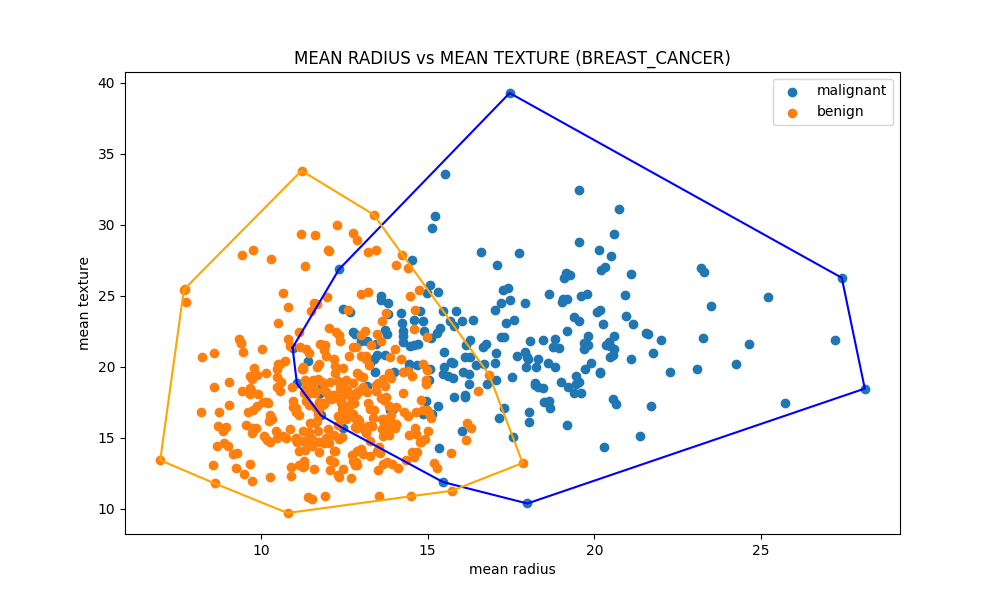 MEAN RADIUS vs MEAN TEXTURE (BREAST_CANCER)
malignant
benign
40
35
30
25
20
15
10
mean texture
10
15
20
25
mean radius